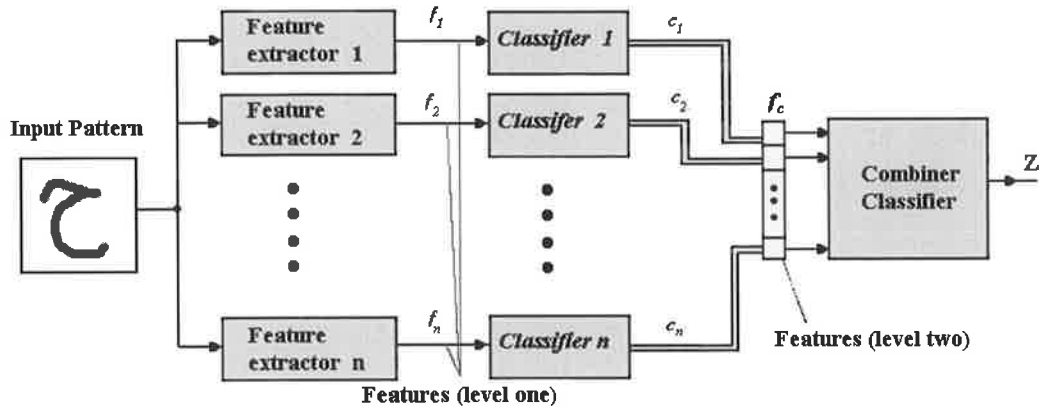 Feature
extractor 1
f1
Classifier 1
c1
Feature
extractor 2
f2
Classifer 2
c2
fc
Input Pattern
ح
Combiner
Classifier
Z
Feature
extractor n
fn
Classifier n
cn
Features (level one)
Features (level two)